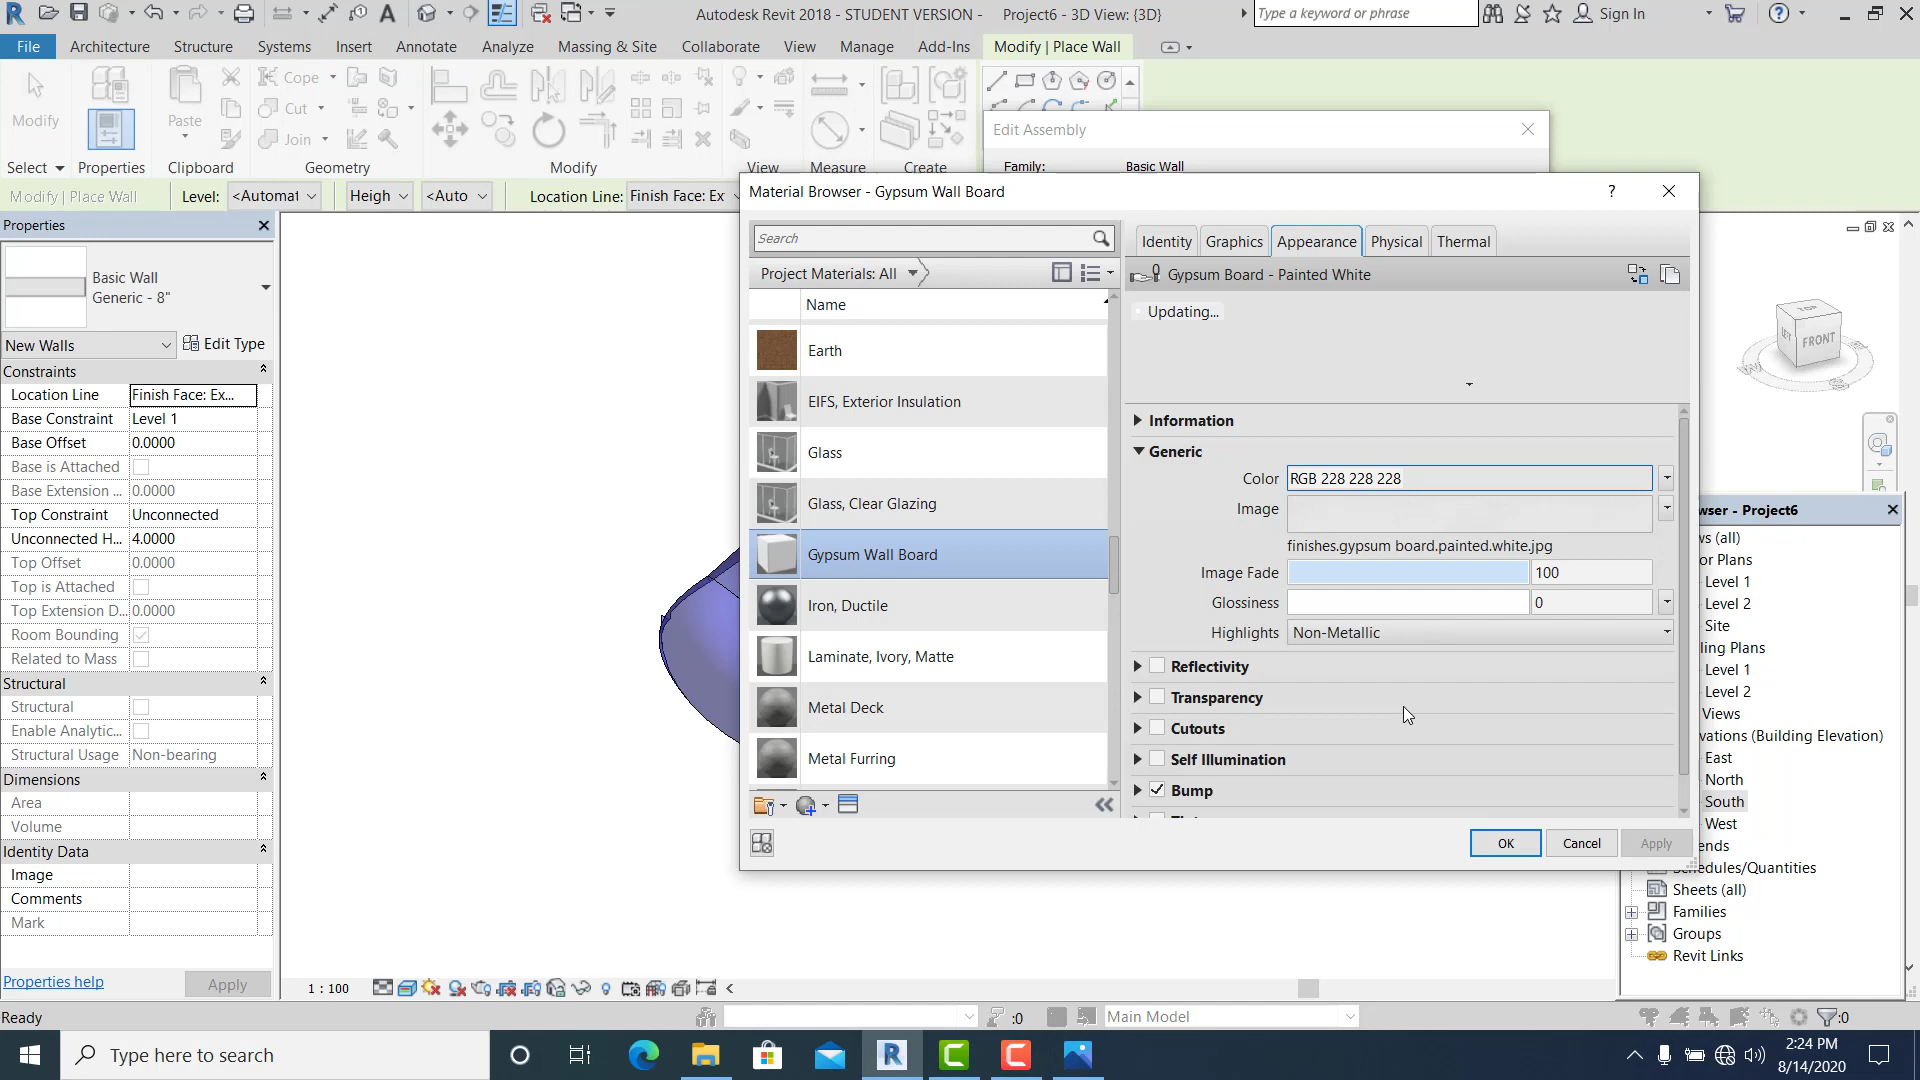 Autodesk Revit 2018 - STUDENT VERSION - Project6 - 3D View: {3D}
Type a keyword or phrase
Sign In
File Architecture Structure Systems Insert Annotate Analyze Massing & Site Collaborate View Manage Add-Ins Modify | Place Wall
Modify Paste Cope Cut Join
Select Properties Clipboard Geometry Modify View Measure Create
Modify | Place Wall Level: <Automat Heigh <Auto Location Line: Finish Face: Ex
Edit Assembly
Family: Basic Wall
Properties
Basic Wall
Generic - 8"
New Walls Edit Type
Constraints
Location Line Finish Face: Ex...
Base Constraint Level 1
Base Offset 0.0000
Base is Attached
Base Extension ... 0.0000
Top Constraint Unconnected
Unconnected H... 4.0000
Top Offset 0.0000
Top is Attached
Top Extension D... 0.0000
Room Bounding
Related to Mass
Structural
Structural
Enable Analytic...
Structural Usage Non-bearing
Dimensions
Area
Volume
Identity Data
Image
Comments
Mark
Properties help Apply
Material Browser - Gypsum Wall Board
?
Search
Project Materials: All
Name
Earth
EIFS, Exterior Insulation
Glass
Glass, Clear Glazing
Gypsum Wall Board
Iron, Ductile
Laminate, Ivory, Matte
Metal Deck
Metal Furring
Identity Graphics Appearance Physical Thermal
Gypsum Board - Painted White
Updating...
Information
Generic
Color RGB 228 228 228
Image
finishes.gypsum board.painted.white.jpg
Image Fade 100
Glossiness 0
Highlights Non-Metallic
Reflectivity
Transparency
Cutouts
Self Illumination
Bump
OK Cancel Apply
TOP
LEFT FRONT
wser - Project6
ws (all)
or Plans
Level 1
Level 2
Site
ling Plans
Level 1
Level 2
Views
vations (Building Elevation)
East
North
South
West
ends
Schedules/Quantities
Sheets (all)
Families
Groups
Revit Links
1 : 100
Ready
:0
Main Model
:0
Type here to search
2:24 PM
8/14/2020